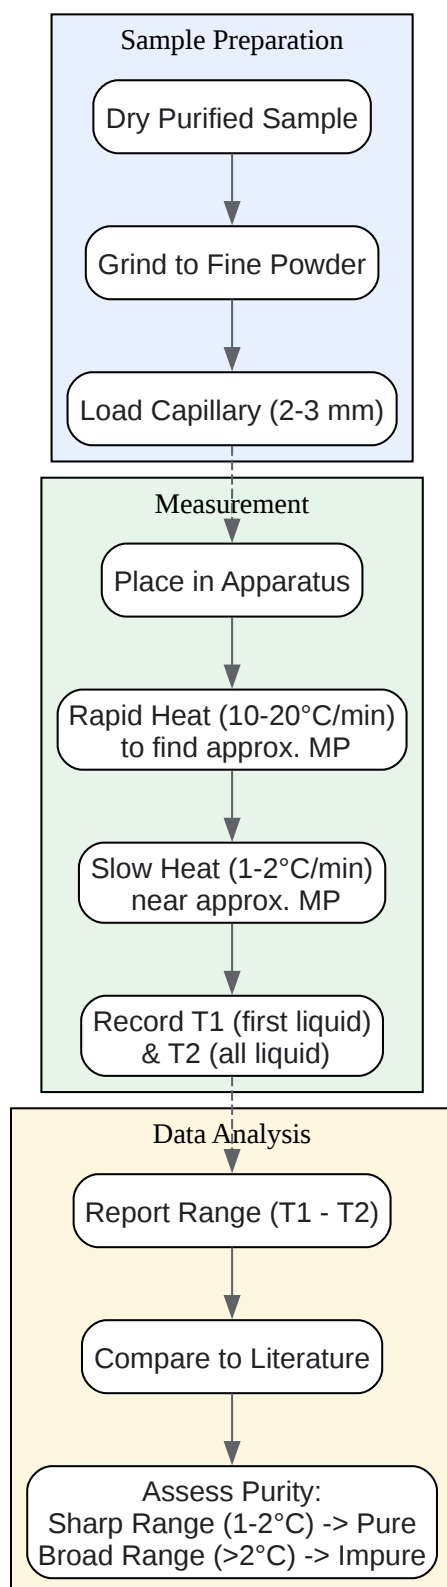 Sample Preparation
Dry Purified Sample
Grind to Fine Powder
Load Capillary (2-3 mm)
Measurement
Place in Apparatus
Rapid Heat (10-20°C/min)
to find approx. MP
Slow Heat (1-2°C/min)
near approx. MP
Record T1 (first liquid)
& T2 (all liquid)
Data Analysis
Report Range (T1 - T2)
Compare to Literature
Assess Purity:
Sharp Range (1-2°C) -> Pure
Broad Range (>2°C) -> Impure